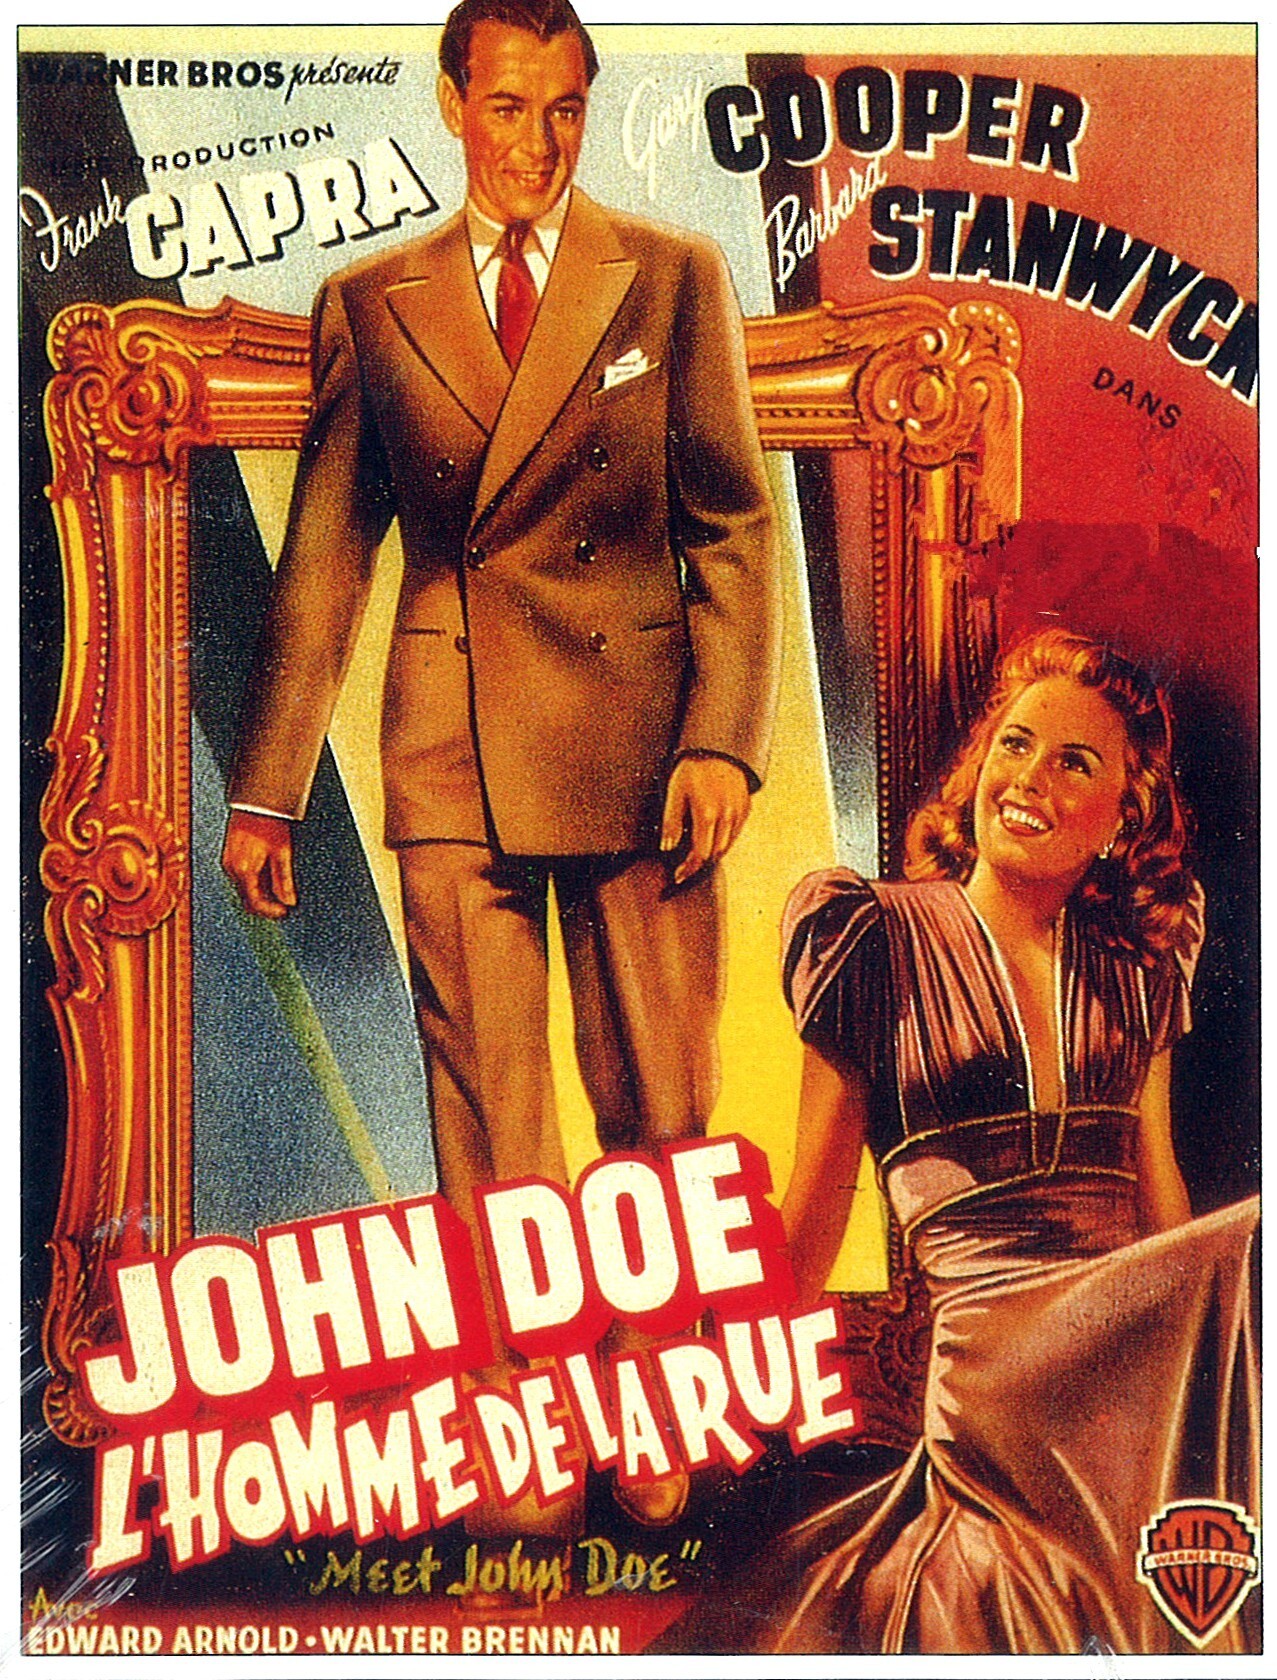 WARNER BROS présente
UNE PRODUCTION
Frank CAPRA
Gary COOPER
Barbara STANWYCK
DANS
JOHN DOE
L'HOMME DE LA RUE
"MEET JOHN DOE"
Avec
EDWARD ARNOLD • WALTER BRENNAN
WARNER BROS.